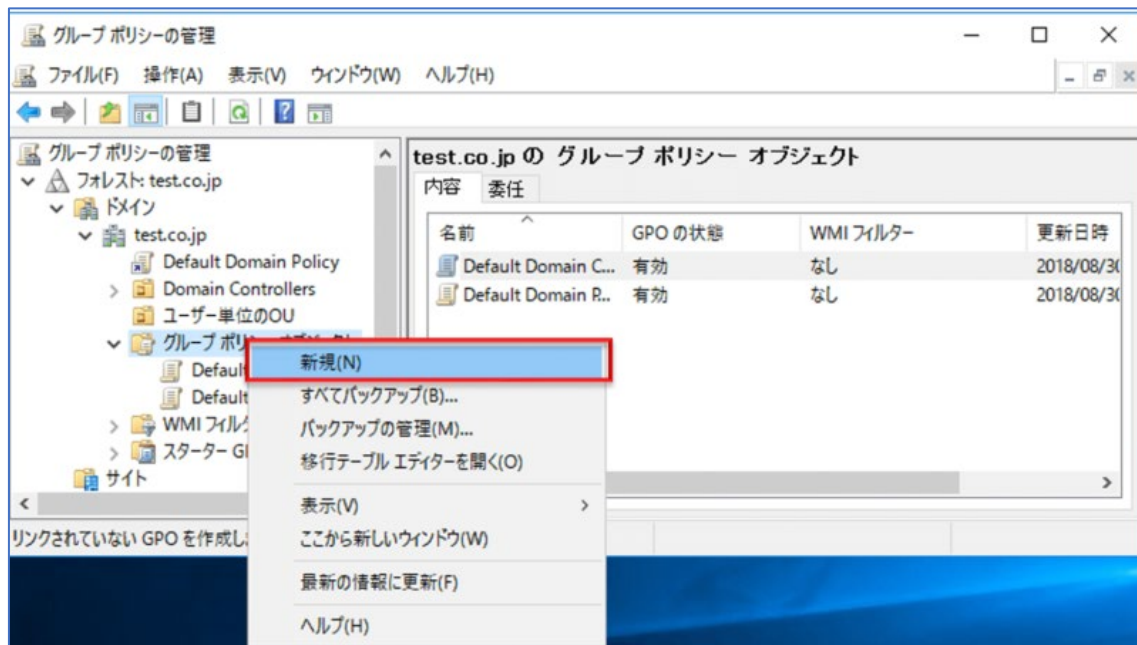 グループ ポリシーの管理
ファイル(F) 操作(A) 表示(V) ウィンドウ(W) ヘルプ(H)
グループ ポリシーの管理
フォレスト: test.co.jp
ドメイン
test.co.jp
Default Domain Policy
Domain Controllers
ユーザー単位のOU
グループ ポリ
Default
Default
WMI フィル
スターター G
サイト
test.co.jp の グループ ポリシー オブジェクト
内容 委任
名前 GPO の状態 WMI フィルター 更新日時
Default Domain C... 有効 なし 2018/08/30
Default Domain P... 有効 なし 2018/08/30
新規(N)
すべてバックアップ(B)...
バックアップの管理(M)...
移行テーブル エディターを開く(O)
表示(V)
ここから新しいウィンドウ(W)
最新の情報に更新(F)
ヘルプ(H)
リンクされていない GPO を作成し